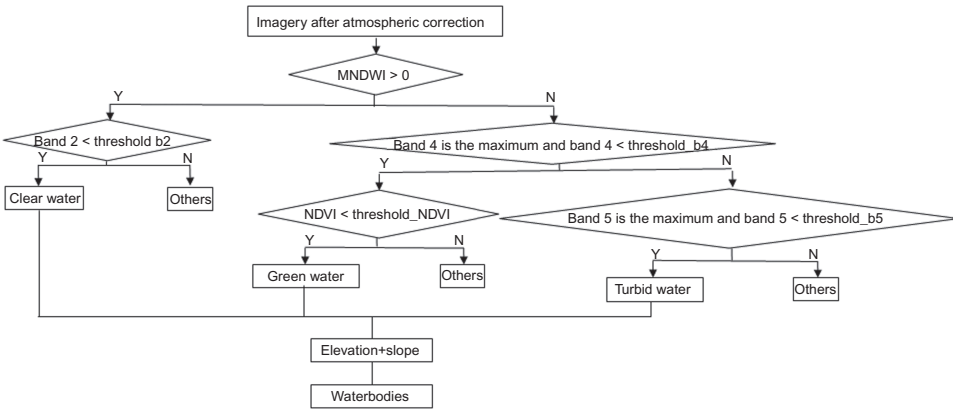 Imagery after atmospheric correction
MNDWI > 0
Y
N
Band 2 < threshold b2
Band 4 is the maximum and band 4 < threshold_b4
Y
N
Y
N
Clear water
Others
NDVI < threshold_NDVI
Band 5 is the maximum and band 5 < threshold_b5
Y
N
Y
N
Green water
Others
Turbid water
Others
Elevation+slope
Waterbodies